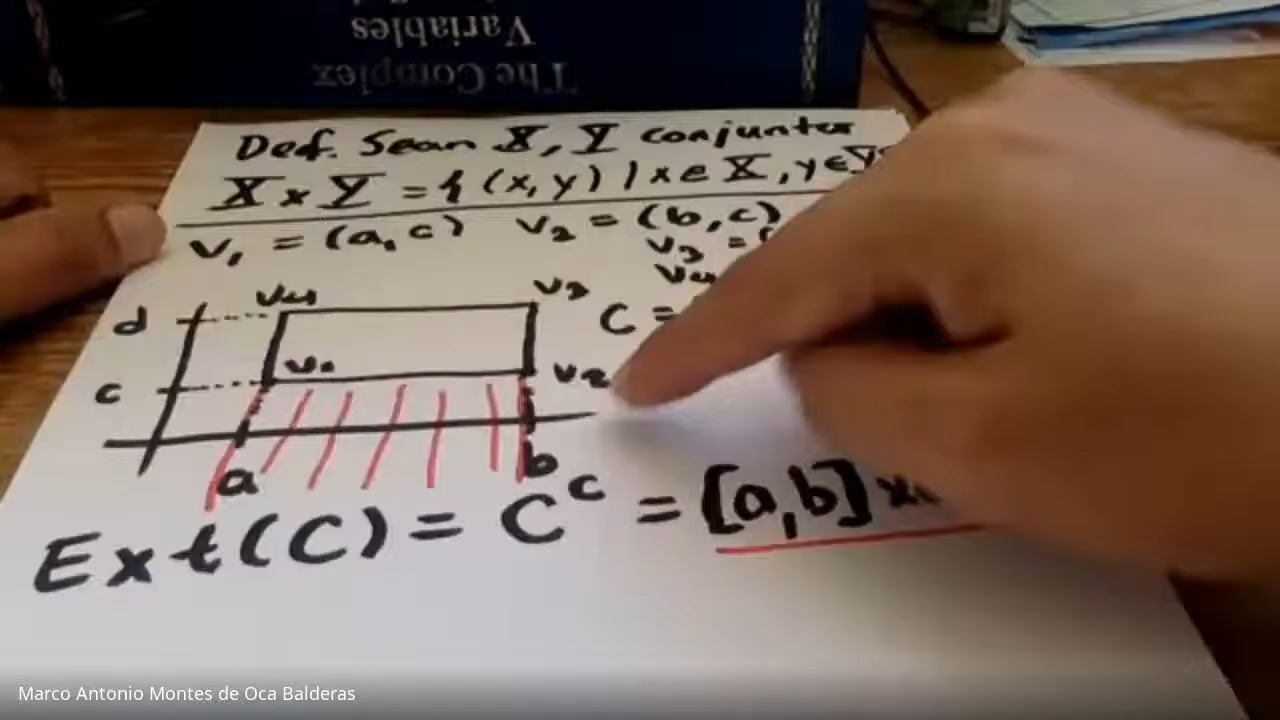 The Complex
Variables
Def. Sean X, Y conjuntos
X x Y = { (x, y) / x e X, y ∈ Y
v1 = (a, c) v2 = (b, c)
v3 = (
v4
v4 v3
d
C =
v1
v2
c
a b
Ext(C) = C^c = [a,b] x
Marco Antonio Montes de Oca Balderas